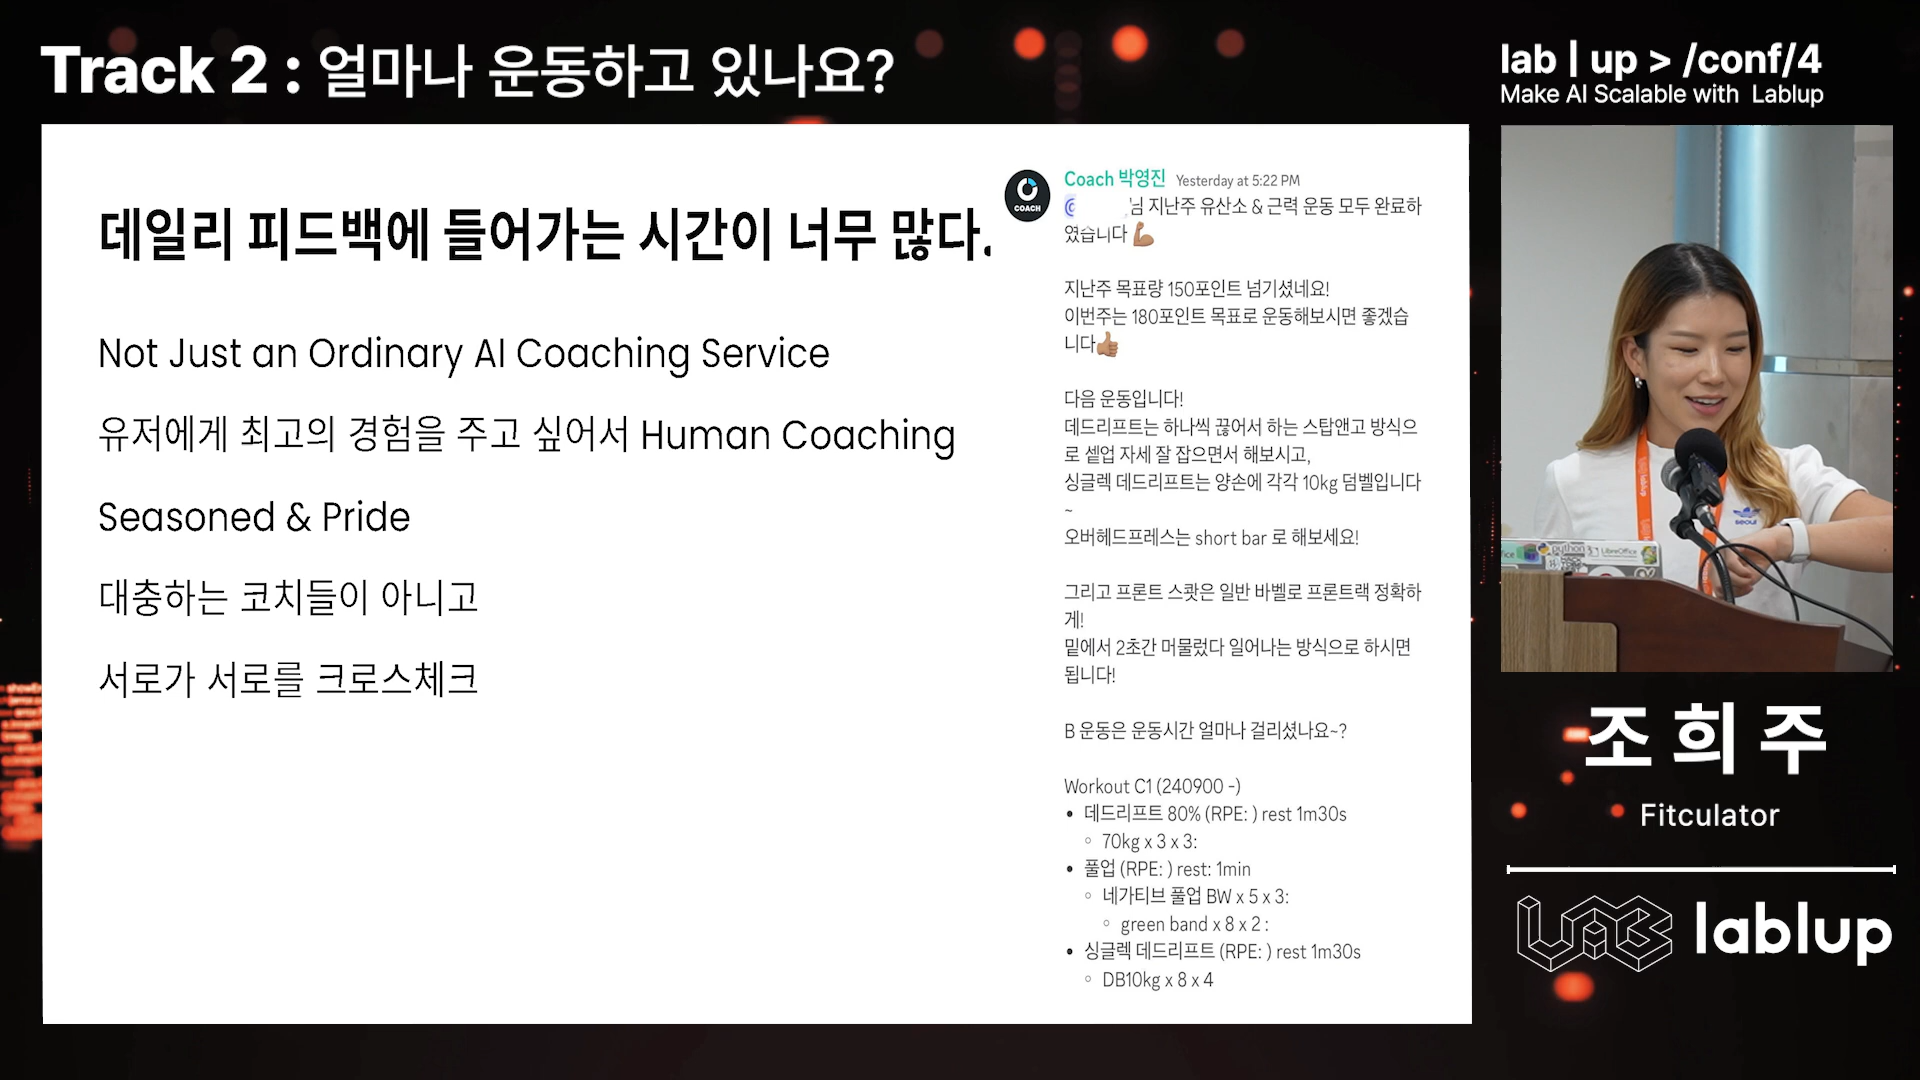 Track 2 : 얼마나 운동하고 있나요?
lab | up > /conf/4
Make AI Scalable with Lablup
데일리 피드백에 들어가는 시간이 너무 많다.
Not Just an Ordinary AI Coaching Service
유저에게 최고의 경험을 주고 싶어서 Human Coaching
Seasoned & Pride
대충하는 코치들이 아니고
서로가 서로를 크로스체크
COACH
Coach 박영진 Yesterday at 5:22 PM
@ 님 지난주 유산소 & 근력 운동 모두 완료하
였습니다 💪🏽
지난주 목표량 150포인트 넘기셨네요!
이번주는 180포인트 목표로 운동해보시면 좋겠습
니다👍🏽
다음 운동입니다!
데드리프트는 하나씩 끊어서 하는 스탑앤고 방식으
로 셑업 자세 잘 잡으면서 해보시고,
싱글렉 데드리프트는 양손에 각각 10kg 덤벨입니다
~
오버헤드프레스는 short bar 로 해보세요!
그리고 프론트 스쾃은 일반 바벨로 프론트랙 정확하
게!
밑에서 2초간 머물렀다 일어나는 방식으로 하시면
됩니다!
B 운동은 운동시간 얼마나 걸리셨나요~?
Workout C1 (240900 -)
• 데드리프트 80% (RPE: ) rest 1m30s
◦ 70kg x 3 x 3:
• 풀업 (RPE: ) rest: 1min
◦ 네가티브 풀업 BW x 5 x 3:
◦ green band x 8 x 2 :
• 싱글렉 데드리프트 (RPE: ) rest 1m30s
◦ DB10kg x 8 x 4
seoul
python
LibreOffice
조희주
Fitculator
lablup